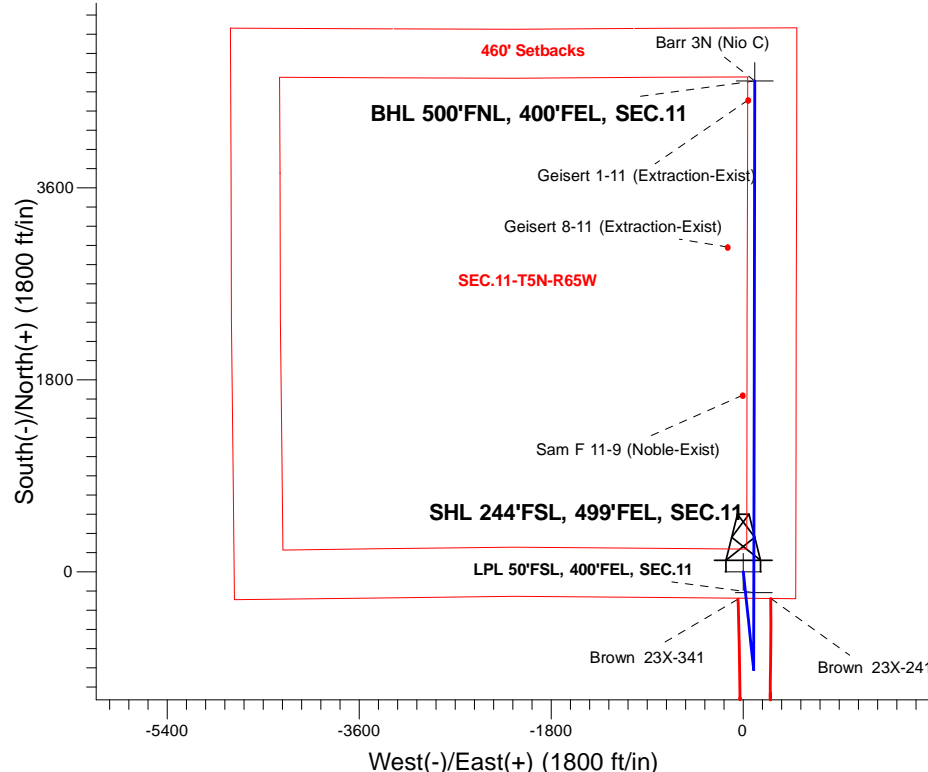 Barr 3N (Nio C)
460' Setbacks
BHL 500'FNL, 400'FEL, SEC.11
Geisert 1-11 (Extraction-Exist)
3600
Geisert 8-11 (Extraction-Exist)
SEC.11-T5N-R65W
South(-)/North(+) (1800 ft/in)
1800
Sam F 11-9 (Noble-Exist)
SHL 244'FSL, 499'FEL, SEC.11
LPL 50'FSL, 400'FEL, SEC.11
0
Brown 23X-341
Brown 23X-241
-5400
-3600
-1800
0
West(-)/East(+) (1800 ft/in)